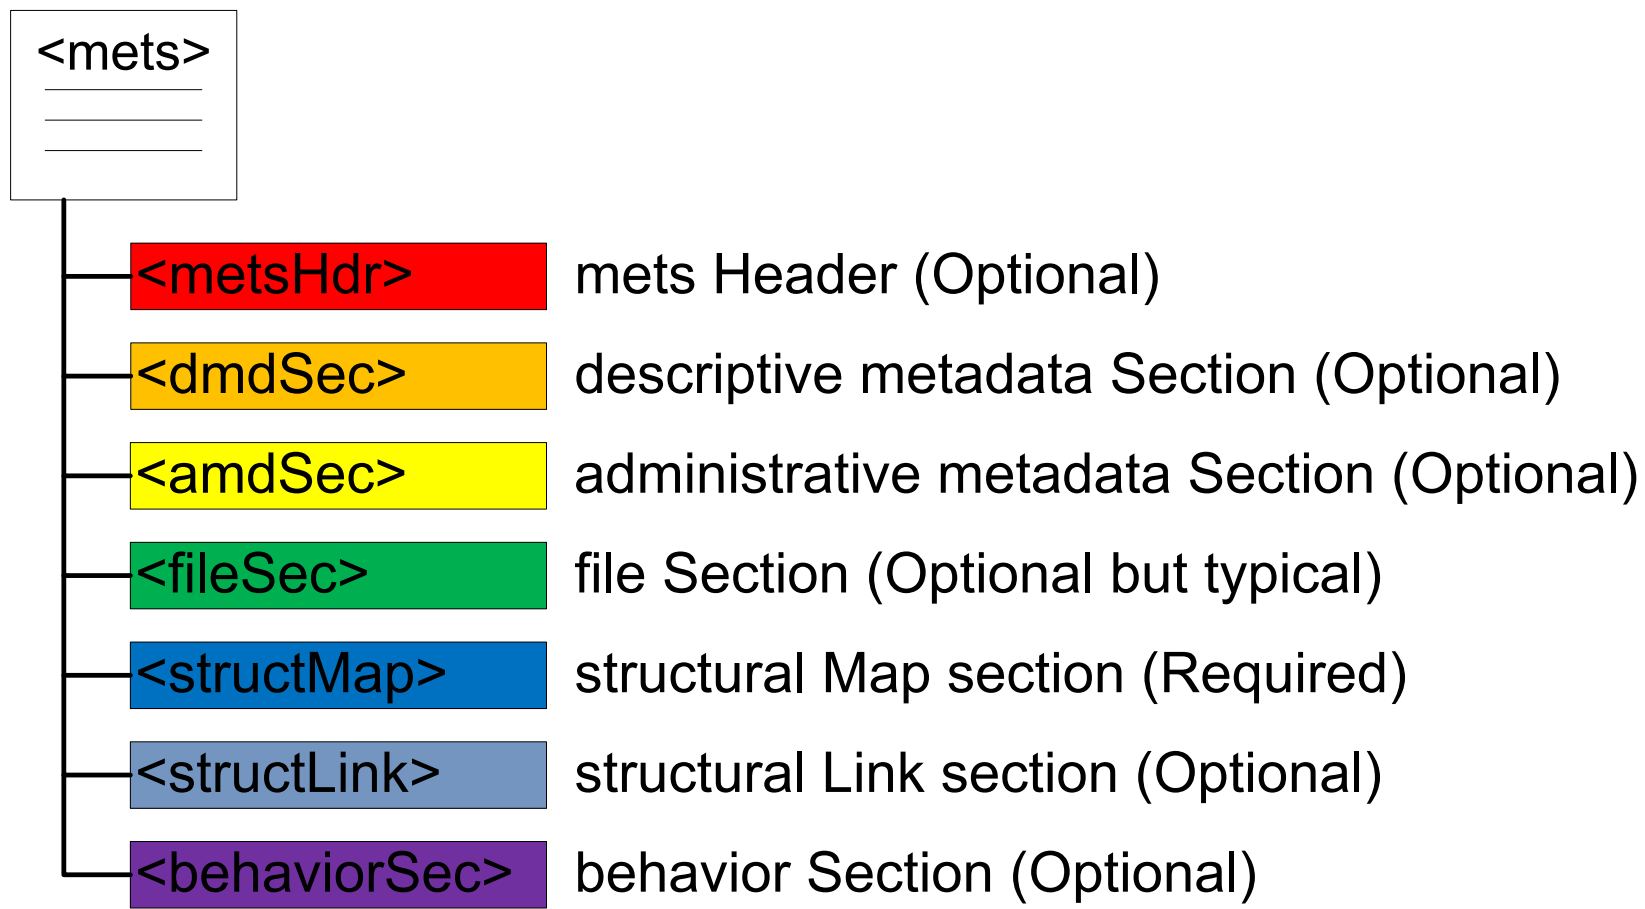 <mets>
<metsHdr> mets Header (Optional)
<dmdSec> descriptive metadata Section (Optional)
<amdSec> administrative metadata Section (Optional)
<fileSec> file Section (Optional but typical)
<structMap> structural Map section (Required)
<structLink> structural Link section (Optional)
<behaviorSec> behavior Section (Optional)